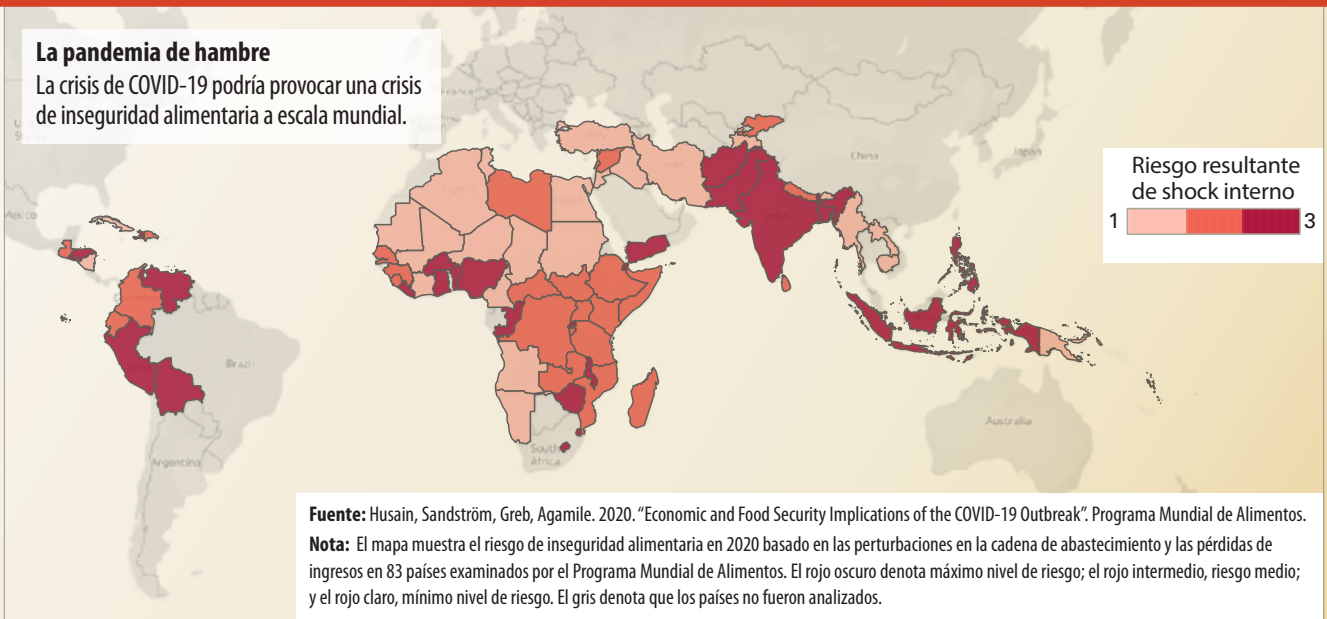 La pandemia de hambre
La crisis de COVID-19 podría provocar una crisis
de inseguridad alimentaria a escala mundial.
France
China
Japan
Riesgo resultante
de shock interno
1 3
Mexico
Algeria
India
Colombia
Brazil
Australia
Argentina
South
Africa
Fuente: Husain, Sandström, Greb, Agamile. 2020. “Economic and Food Security Implications of the COVID-19 Outbreak”. Programa Mundial de Alimentos.
Nota: El mapa muestra el riesgo de inseguridad alimentaria en 2020 basado en las perturbaciones en la cadena de abastecimiento y las pérdidas de
ingresos en 83 países examinados por el Programa Mundial de Alimentos. El rojo oscuro denota máximo nivel de riesgo; el rojo intermedio, riesgo medio;
y el rojo claro, mínimo nivel de riesgo. El gris denota que los países no fueron analizados.